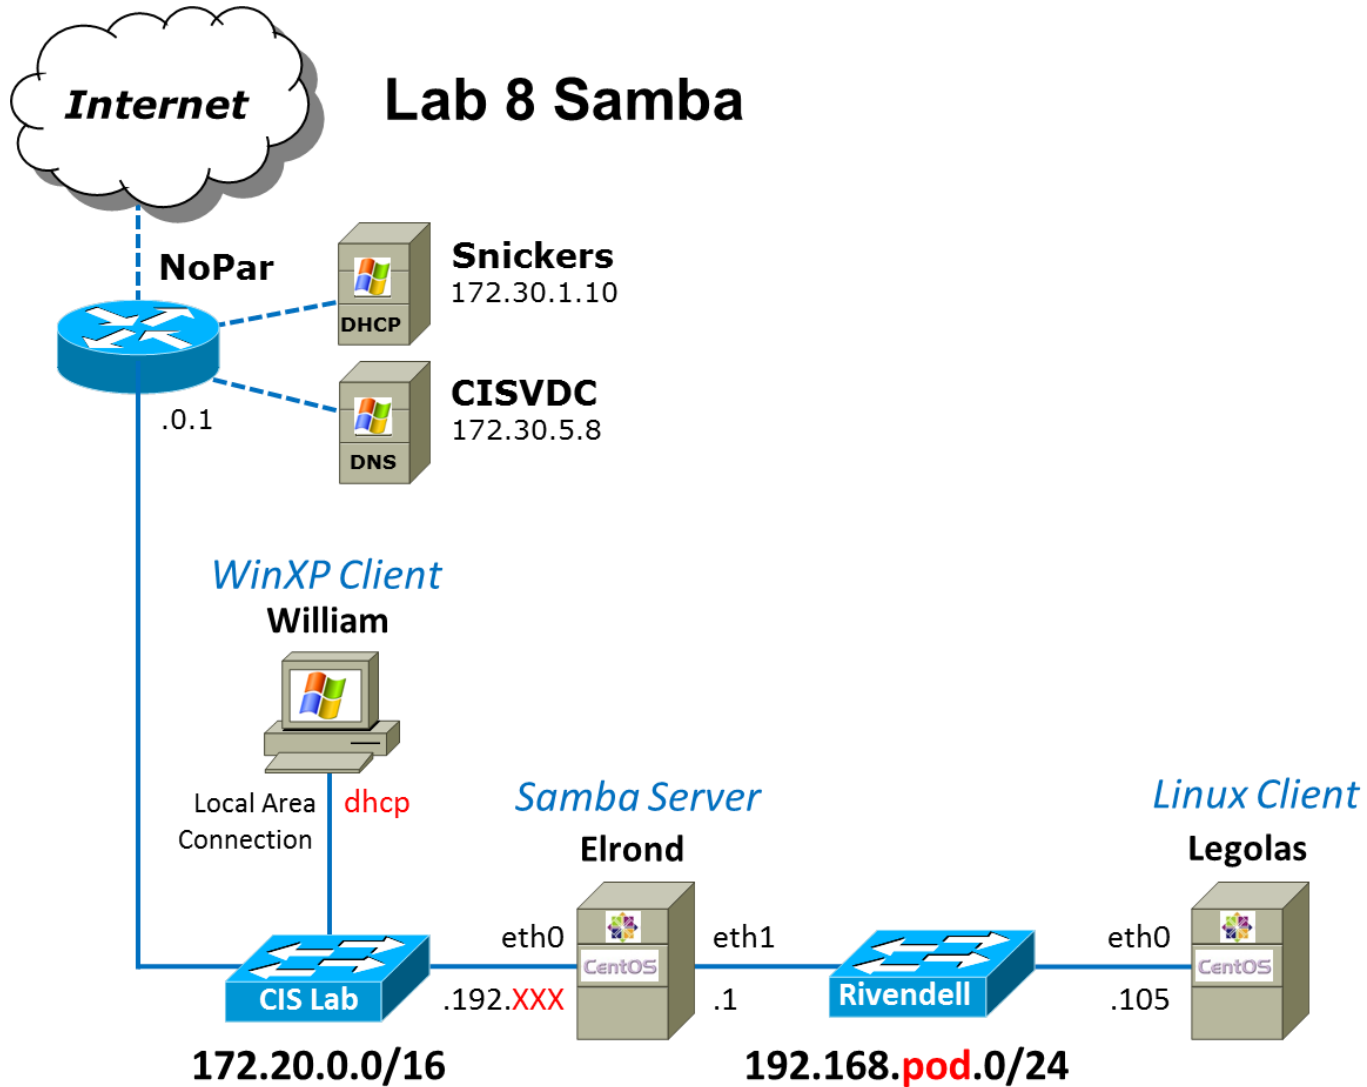 Internet
Lab 8 Samba
NoPar
Snickers
172.30.1.10
DHCP
CISVDC
172.30.5.8
DNS
.0.1
WinXP Client
William
Local Area
Connection
dhcp
Samba Server
Elrond
Linux Client
Legolas
eth0
CentOS
eth1
eth0
CentOS
CIS Lab
.192.XXX
.1
Rivendell
.105
172.20.0.0/16
192.168.pod.0/24